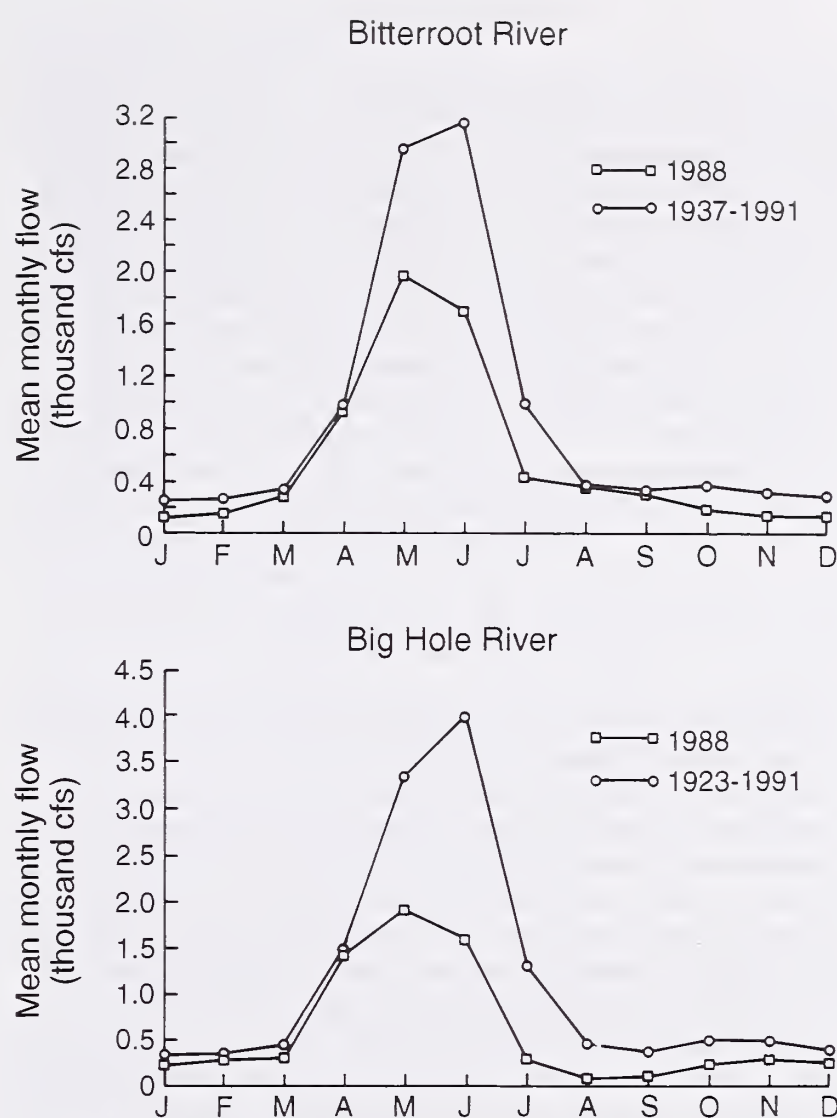 Bitterroot River
Mean monthly flow
(thousand cfs)
3.2
2.8
2.4
2.0
1.6
1.2
0.8
0.4
0
1988
1937-1991
J F M A M J J A S O N D
Big Hole River
Mean monthly flow
(thousand cfs)
4.5
4.0
3.5
3.0
2.5
2.0
1.5
1.0
0.5
0
1988
1923-1991
J F M A M J J A S O N D